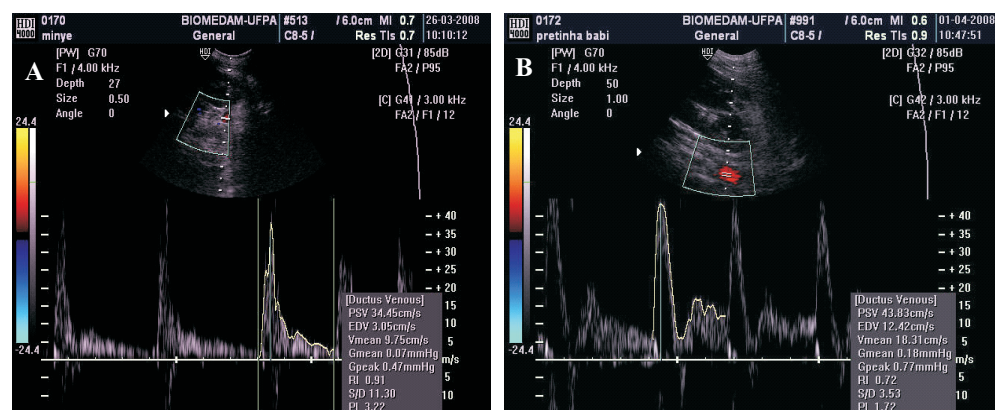 HDI 4000
0170 BIOMEDAM-UFPA #513 / 6.0cm MI 0.7 26-03-2008
minye General C8-5 / Res TIs 0.7 10:10:12
A
[PW] G70
F1 / 4.00 kHz
Depth 27
Size 0.50
Angle 0
HDI
[2D] G31 / 85dB
FA2 / P95
[C] G41 / 3.00 kHz
FA2 / F1 / 12
24.4
-24.4
- + 40
- + 35
- + 30
- + 25
- + 20
15
10
5
m/s
5
10
[Ductus Venous]
PSV 34.45cm/s
EDV 3.05cm/s
Vmean 9.75cm/s
Gmean 0.07mmHg
Gpeak 0.47mmHg
RI 0.91
S/D 11.30
PI 3.22
HDI 4000
0172 BIOMEDAM-UFPA #991 / 6.0cm MI 0.6 01-04-2008
pretinha babi General C8-5 / Res TIs 0.9 10:47:51
B
[PW] G70
F1 / 4.00 kHz
Depth 50
Size 1.00
Angle 0
HDI
[2D] G32 / 85dB
FA2 / P95
[C] G42 / 3.00 kHz
FA2 / F1 / 12
24.4
-24.4
- + 40
- + 35
- + 30
- + 25
- + 20
15
10
5
m/s
5
10
[Ductus Venous]
PSV 43.83cm/s
EDV 12.42cm/s
Vmean 18.31cm/s
Gmean 0.18mmHg
Gpeak 0.77mmHg
RI 0.72
S/D 3.53
PI 1.72